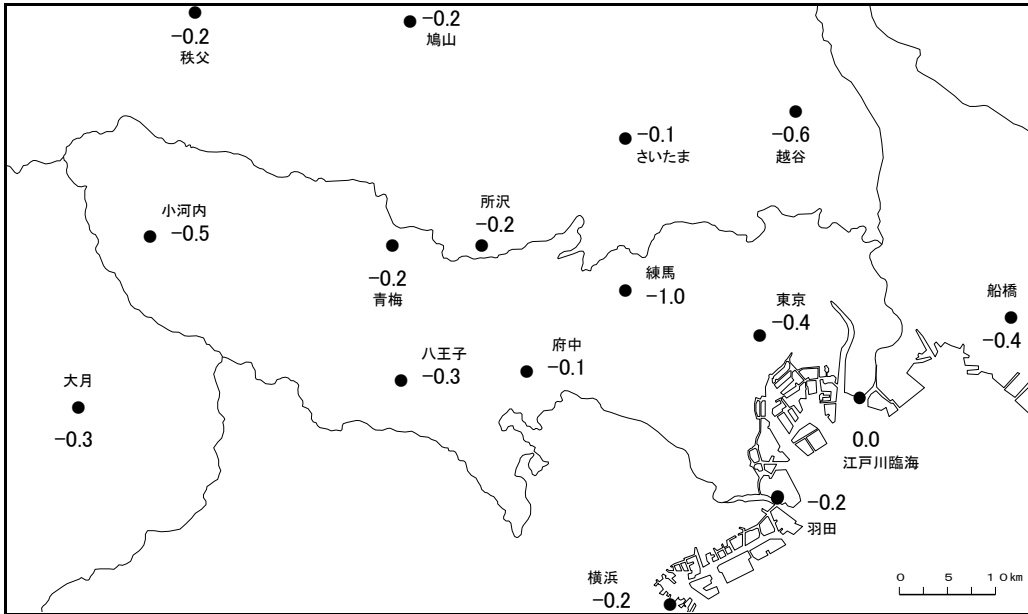 −0.2
秩父
−0.2
鳩山
−0.1
さいたま
−0.6
越谷
小河内
−0.5
所沢
−0.2
−0.2
青梅
練馬
−1.0
東京
−0.4
船橋
−0.4
大月
−0.3
八王子
−0.3
府中
−0.1
0.0
江戸川臨海
−0.2
羽田
横浜
−0.2
0 5 10km